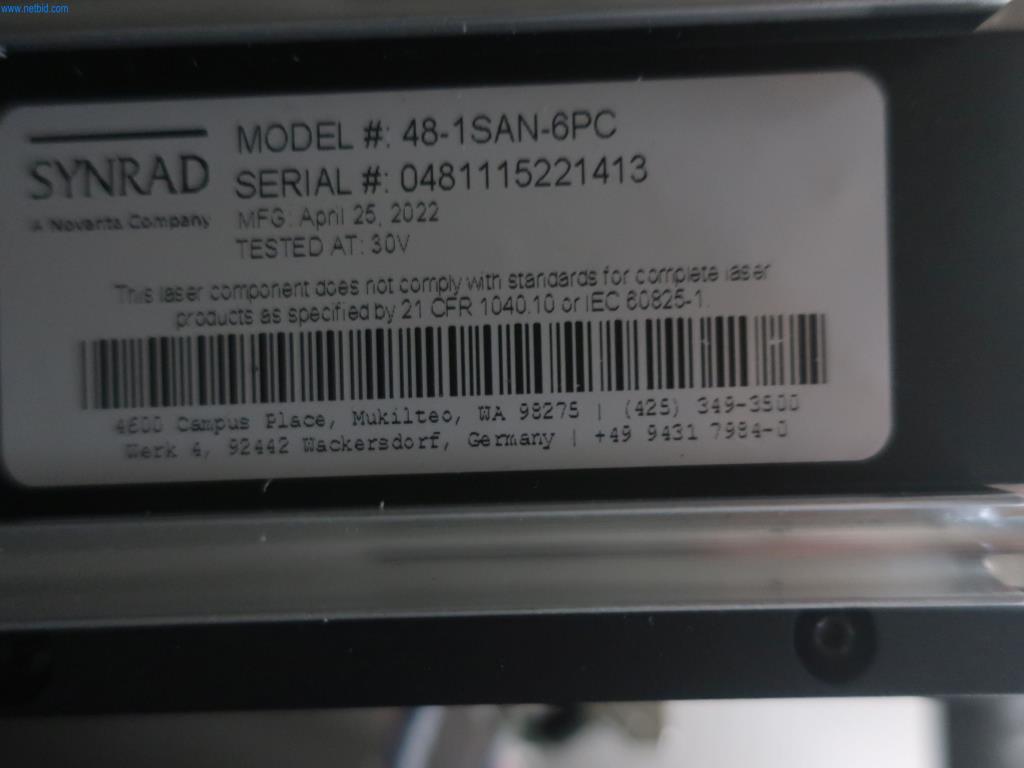 www.netbid.com
SYNRAD
A Novanta Company
MODEL #: 48-1SAN-6PC
SERIAL #: 0481115221413
MFG: April 25, 2022
TESTED AT: 30V
This laser component does not comply with standards for complete laser
products as specified by 21 CFR 1040.10 or IEC 60825-1.
4600 Campus Place, Mukilteo, WA 98275 | (425) 349-3500
Werk 4, 92442 Wackersdorf, Germany | +49 9431 7984-0